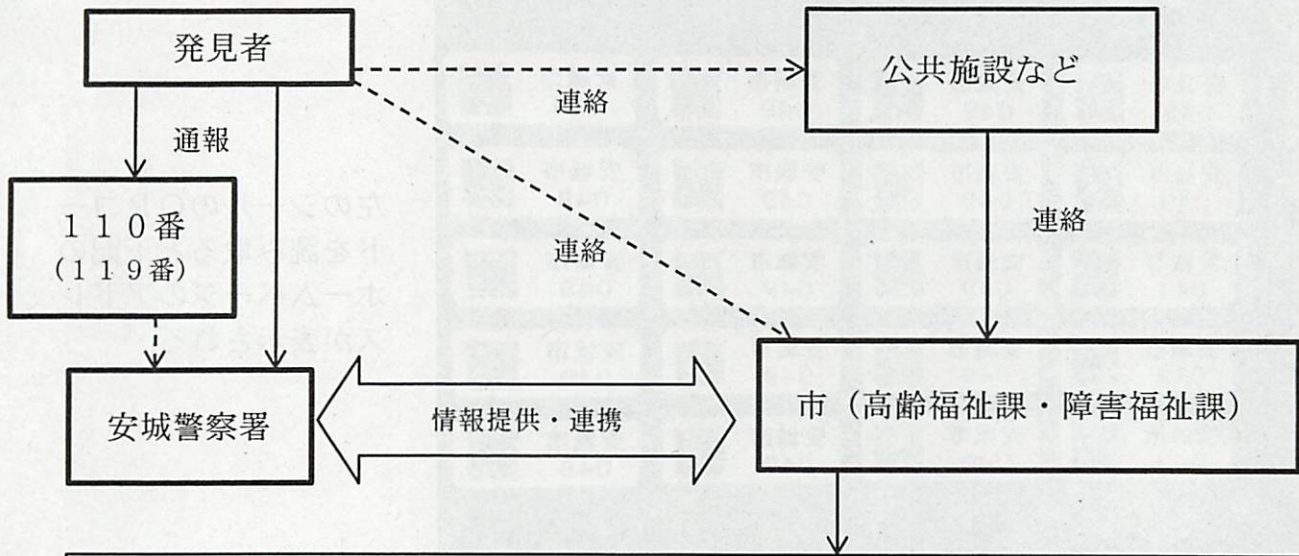 発見者
公共施設など
連絡
通報
110番
(119番)
連絡
連絡
安城警察署
情報提供・連携
市（高齢福祉課・障害福祉課）